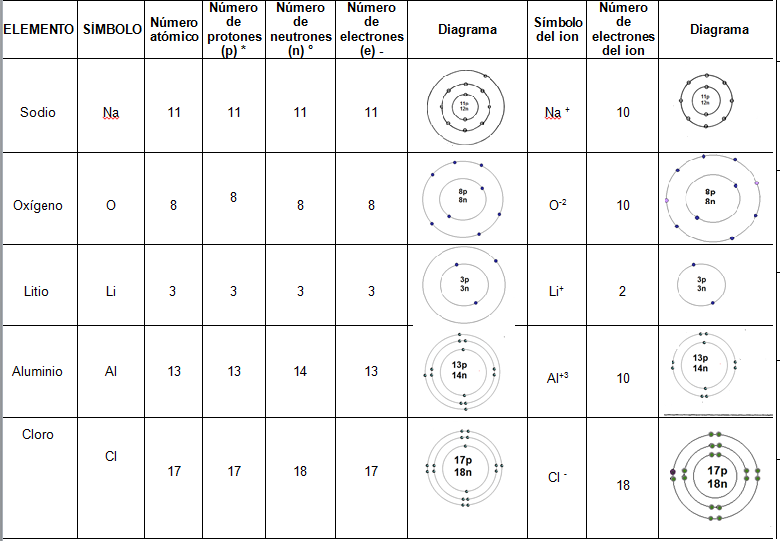 ELEMENTO SÍMBOLO Número atómico Número de protones (p) * Número de neutrones (n) ° Número de electrones (e) - Diagrama Símbolo del ion Número de electrones del ion Diagrama
Sodio Na 11 11 11 11 11p 12n Na + 10 11p 12n
Oxígeno O 8 8 8 8 8p 8n O-2 10 8p 8n
Litio Li 3 3 3 3 3p 3n Li+ 2 3p 3n
Aluminio Al 13 13 14 13 13p 14n Al+3 10 13p 14n
Cloro Cl 17 17 18 17 17p 18n Cl - 18 17p 18n